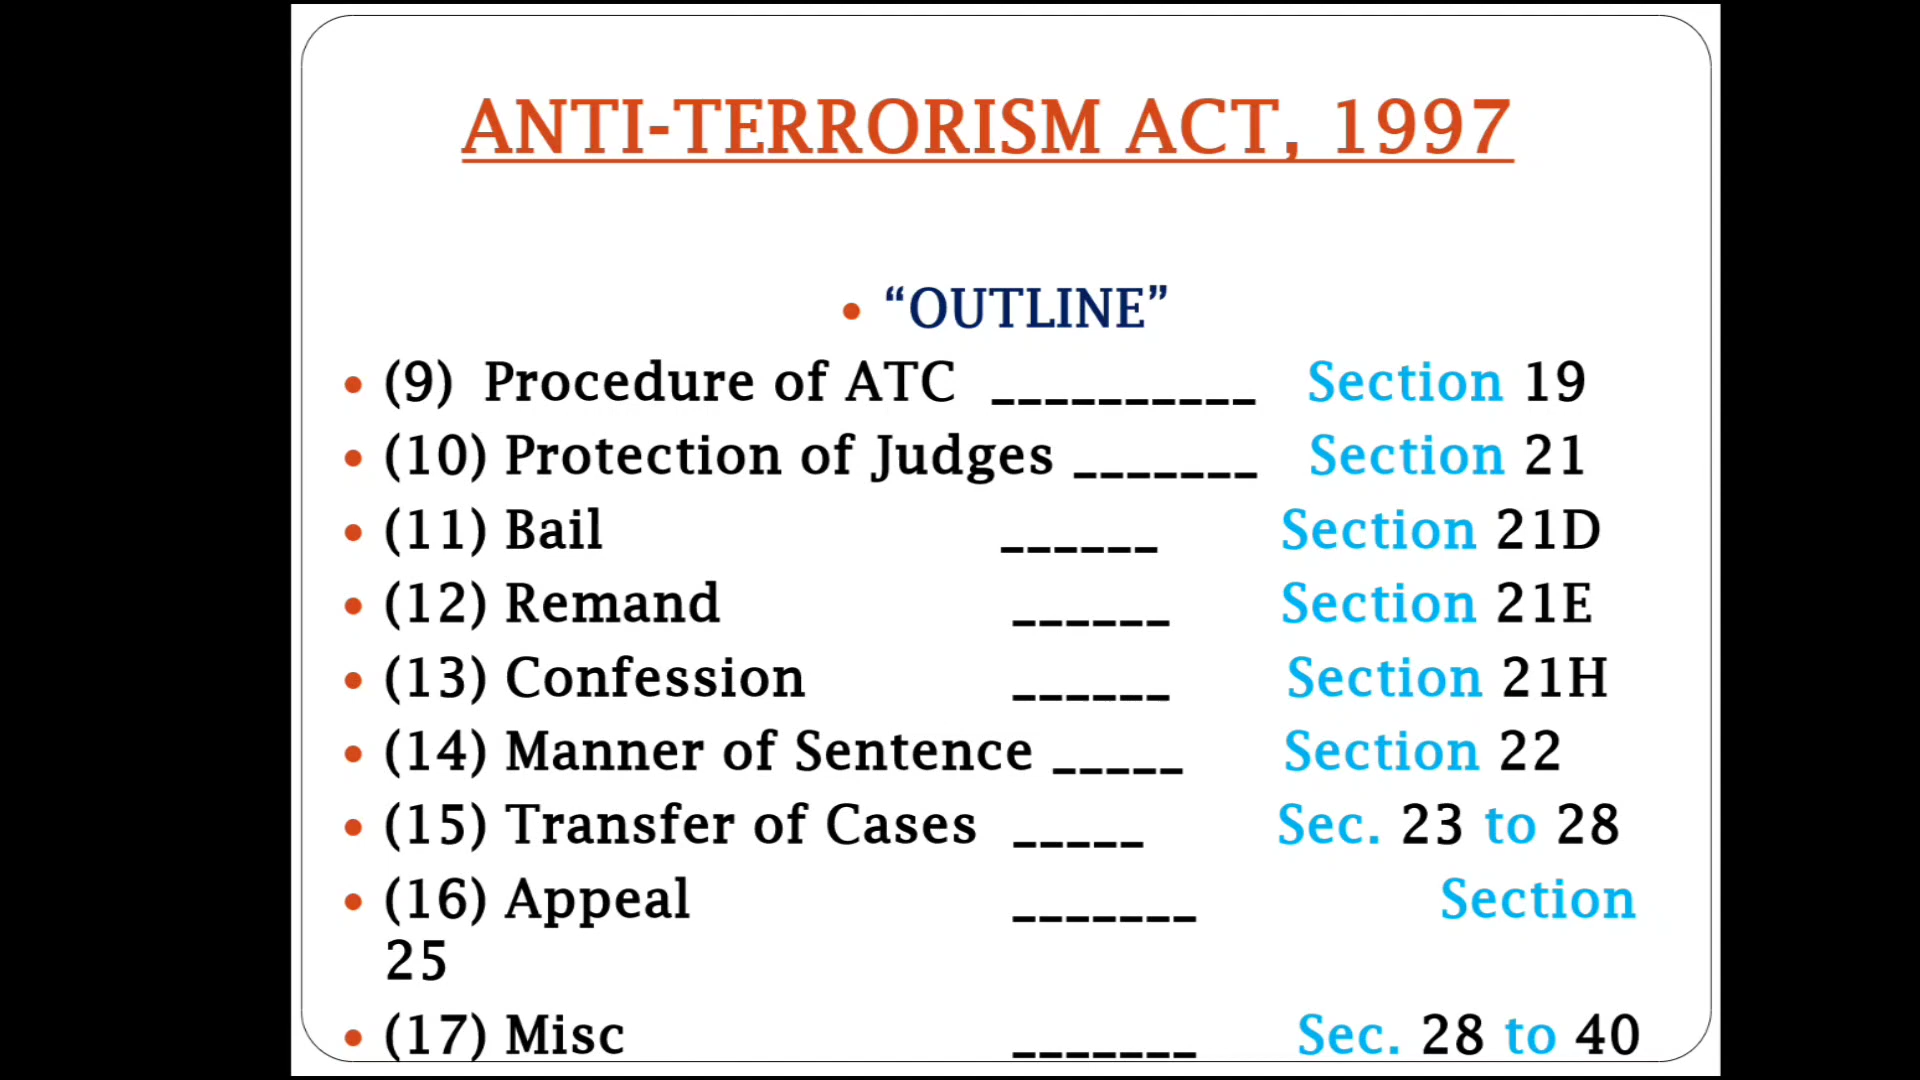 ANTI-TERRORISM ACT, 1997
• “OUTLINE”
• (9) Procedure of ATC __________ Section 19
• (10) Protection of Judges _______ Section 21
• (11) Bail ______ Section 21D
• (12) Remand ______ Section 21E
• (13) Confession ______ Section 21H
• (14) Manner of Sentence _____ Section 22
• (15) Transfer of Cases _____ Sec. 23 to 28
• (16) Appeal _______ Section
25
• (17) Misc _______ Sec. 28 to 40